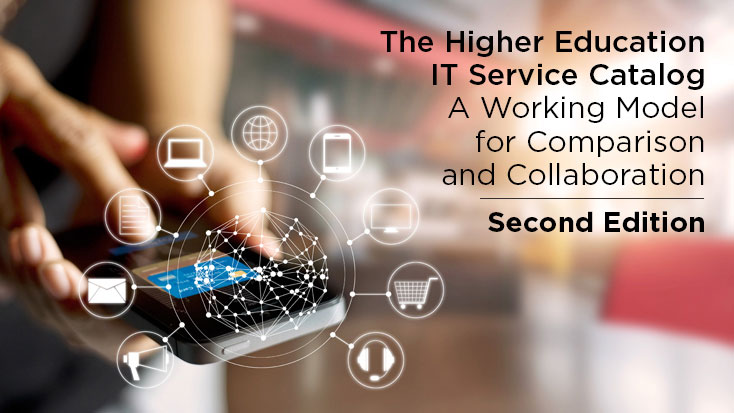 The Higher Education
IT Service Catalog
A Working Model
for Comparison
and Collaboration
Second Edition